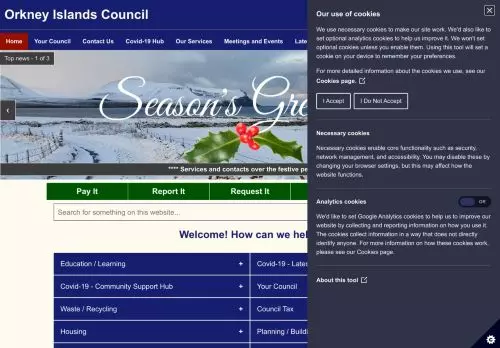 Orkney Islands Council
Home Your Council Contact Us Covid-19 Hub Our Services Meetings and Events Late
Top news - 1 of 3
Season's Gre
**** Services and contacts over the festive pe
Pay It Report It Request It
Search for something on this website...
Welcome! How can we hel
Education / Learning +
Covid-19 - Lates
Covid-19 - Community Support Hub +
Your Council
Waste / Recycling +
Council Tax
Housing +
Planning / Buildi
Our use of cookies
We use necessary cookies to make our site work. We'd also like to
set optional analytics cookies to help us improve it. We won't set
optional cookies unless you enable them. Using this tool will set a
cookie on your device to remember your preferences.
For more detailed information about the cookies we use, see our
Cookies page.
I Accept I Do Not Accept
Necessary cookies
Necessary cookies enable core functionality such as security,
network management, and accessibility. You may disable these by
changing your browser settings, but this may affect how the
website functions.
Analytics cookies Off
We'd like to set Google Analytics cookies to help us to improve our
website by collecting and reporting information on how you use it.
The cookies collect information in a way that does not directly
identify anyone. For more information on how these cookies work,
please see our Cookies page.
About this tool